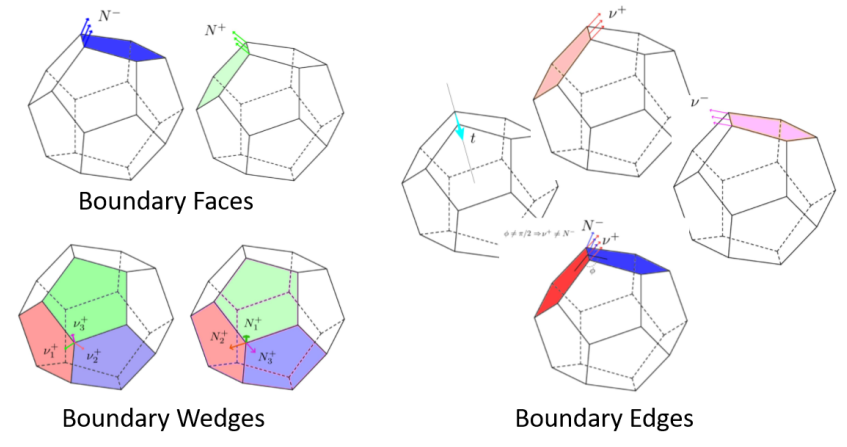 N⁻
N⁺
Boundary Faces
ν₃⁺
ν₁⁺
ν₂⁺
N₁⁺
N₂⁺
N₃⁺
Boundary Wedges
ν⁺
ν⁻
t
ϕ ≠ π/2 ⇒ ν⁺ ≠ N⁻
N⁻
ν⁺
ϕ
Boundary Edges